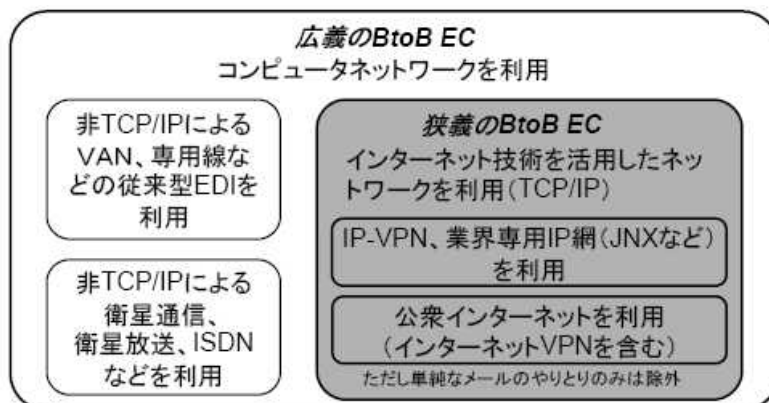 広義のBtoB EC
コンピュータネットワークを利用
非TCP/IPによる
VAN、専用線な
どの従来型EDIを
利用
非TCP/IPによる
衛星通信、
衛星放送、ISDN
などを利用
狭義のBtoB EC
インターネット技術を活用したネッ
トワークを利用(TCP/IP)
IP-VPN、業界専用IP網(JNXなど)
を利用
公衆インターネットを利用
(インターネットVPNを含む)
ただし単純なメールのやりとりのみは除外